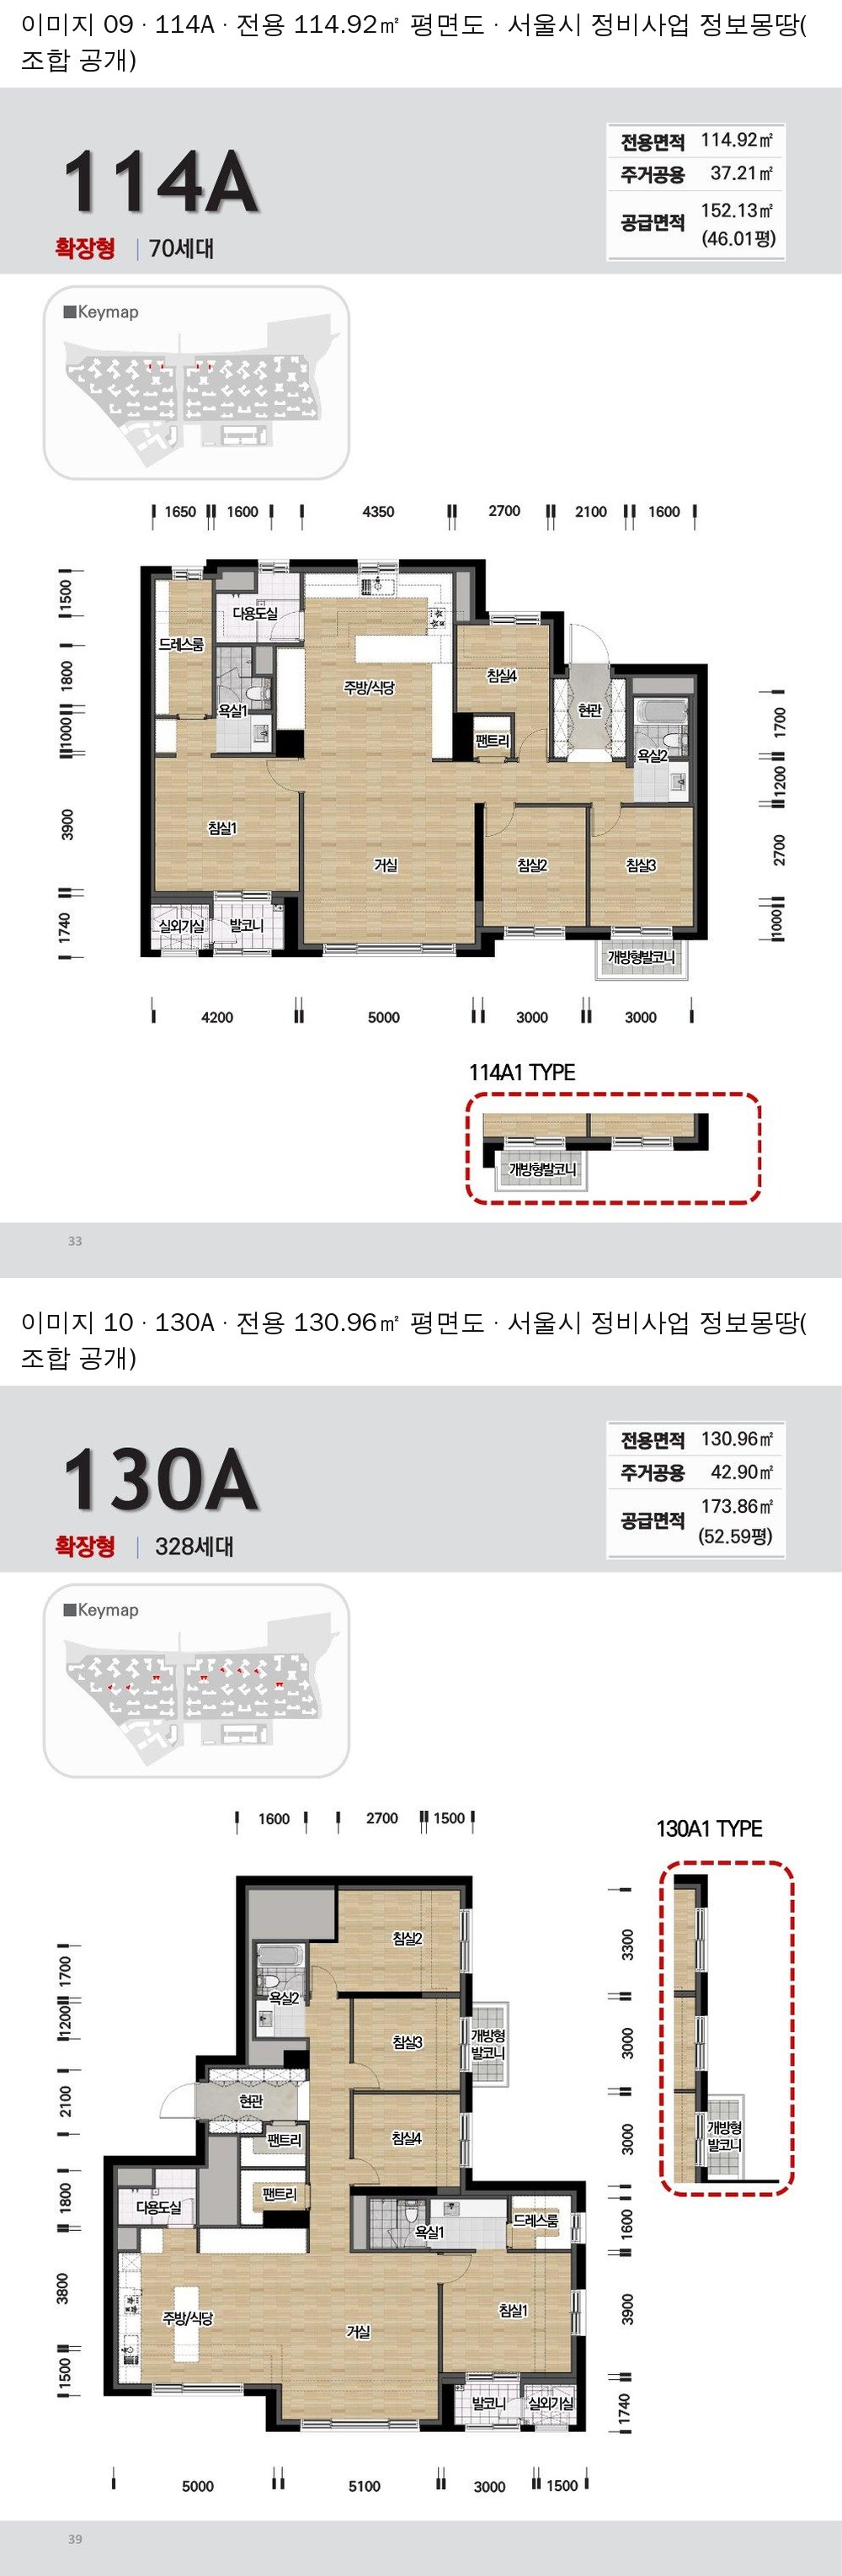 이미지 09 · 114A · 전용 114.92㎡ 평면도 · 서울시 정비사업 정보몽땅(
조합 공개)
114A
확장형 | 70세대
전용면적 114.92㎡
주거공용 37.21㎡
공급면적 152.13㎡
(46.01평)
■Keymap
1650 1600 4350 2700 2100 1600
1500
1800
1000
3900
1740
드레스룸
다용도실
욕실1
주방/식당
침실4
팬트리
현관
욕실2
침실1
거실
침실2
침실3
실외기실
발코니
개방형발코니
1700
1200
2700
1000
4200 5000 3000 3000
114A1 TYPE
개방형발코니
33
이미지 10 · 130A · 전용 130.96㎡ 평면도 · 서울시 정비사업 정보몽땅(
조합 공개)
130A
확장형 | 328세대
전용면적 130.96㎡
주거공용 42.90㎡
공급면적 173.86㎡
(52.59평)
■Keymap
1600 2700 1500
130A1 TYPE
1700
1200
2100
1800
3800
1500
침실2
욕실2
침실3
개방형
발코니
현관
침실4
팬트리
팬트리
다용도실
욕실1
드레스룸
주방/식당
거실
침실1
발코니
실외기실
3300
3000
3000
1600
3900
1740
개방형
발코니
5000 5100 3000 1500
39